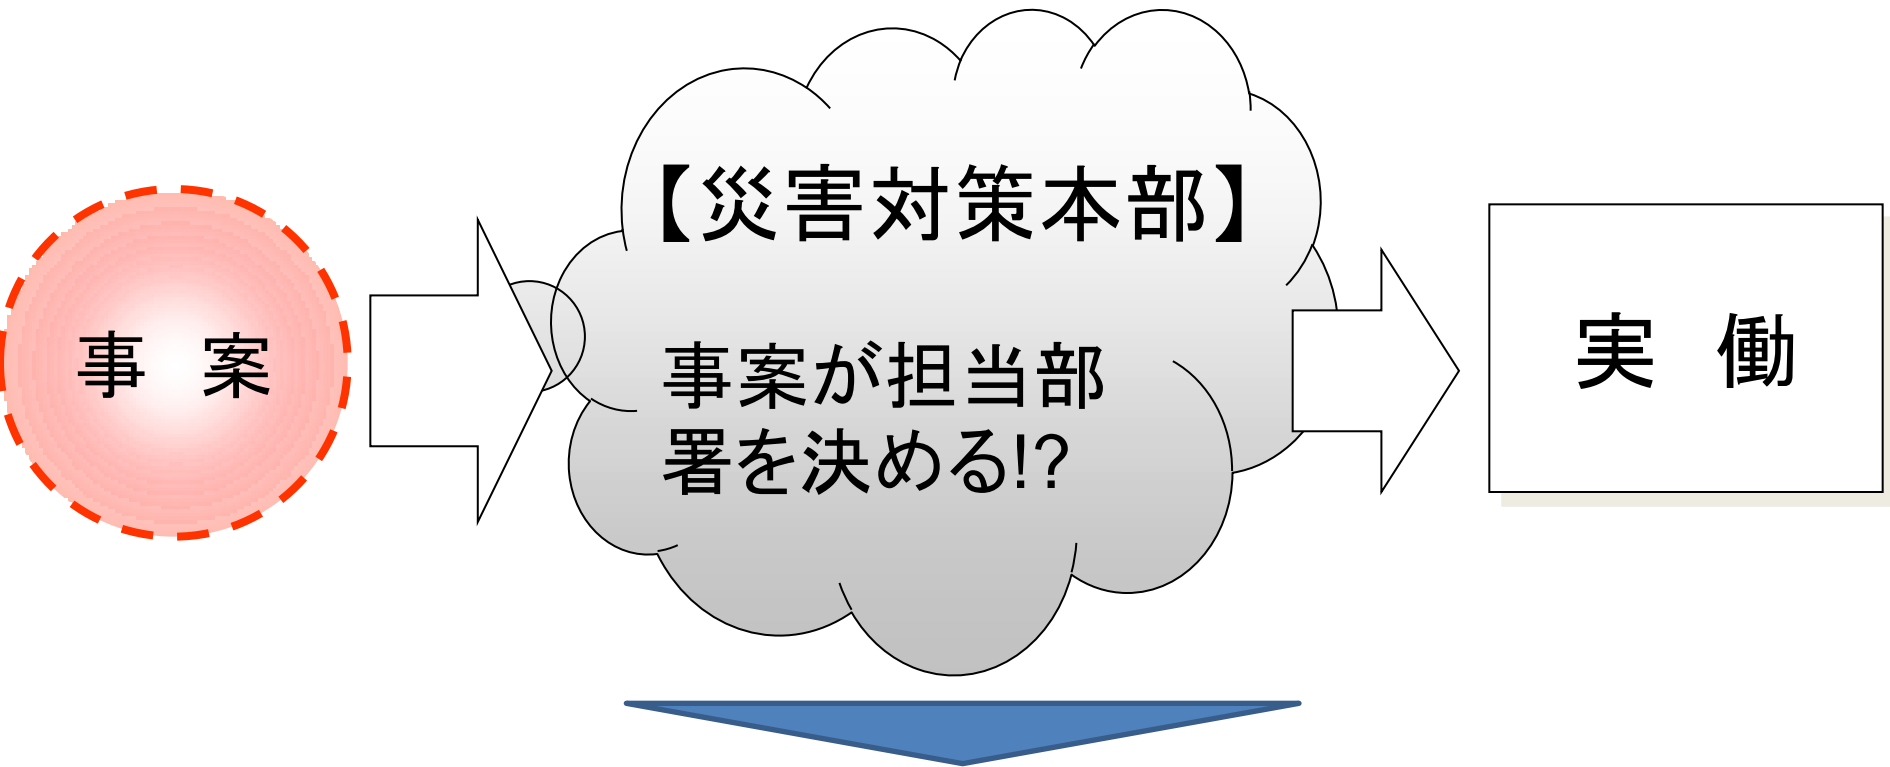 事　案
【災害対策本部】
事案が担当部
署を決める!?
実　働